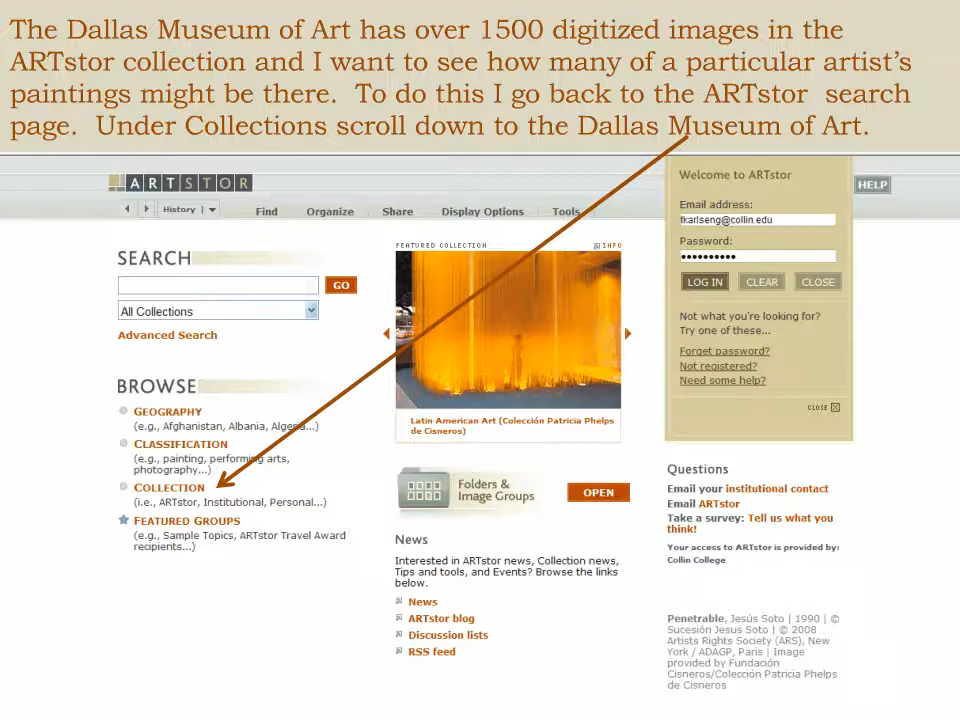 The Dallas Museum of Art has over 1500 digitized images in the
ARTstor collection and I want to see how many of a particular artist's
paintings might be there.  To do this I go back to the ARTstor  search
page.  Under Collections scroll down to the Dallas Museum of Art.
ARTSTOR
History
Find
Organize
Share
Display Options
Tools
HELP
SEARCH
GO
All Collections
Advanced Search
BROWSE
GEOGRAPHY
(e.g., Afghanistan, Albania, Algeria...)
CLASSIFICATION
(e.g., painting, performing arts,
photography...)
COLLECTION
(i.e., ARTstor, Institutional, Personal...)
FEATURED GROUPS
(e.g., Sample Topics, ARTstor Travel Award
recipients...)
FEATURED COLLECTION
INFO
Latin American Art (Colección Patricia Phelps
de Cisneros)
Folders &
Image Groups
OPEN
News
Interested in ARTstor news, Collection news,
Tips and tools, and Events? Browse the links
below.
News
ARTstor blog
Discussion lists
RSS feed
Welcome to ARTstor
Email address:
tkarlseng@collin.edu
Password:
••••••••••
LOG IN
CLEAR
CLOSE
Not what you're looking for?
Try one of these...
Forget password?
Not registered?
Need some help?
CLOSE
Questions
Email your institutional contact
Email ARTstor
Take a survey: Tell us what you
think!
Your access to ARTstor is provided by:
Collin College
Penetrable, Jesús Soto | 1990 | ©
Sucesión Jesus Soto | © 2008
Artists Rights Society (ARS), New
York / ADAGP, Paris | Image
provided by Fundación
Cisneros/Colección Patricia Phelps
de Cisneros